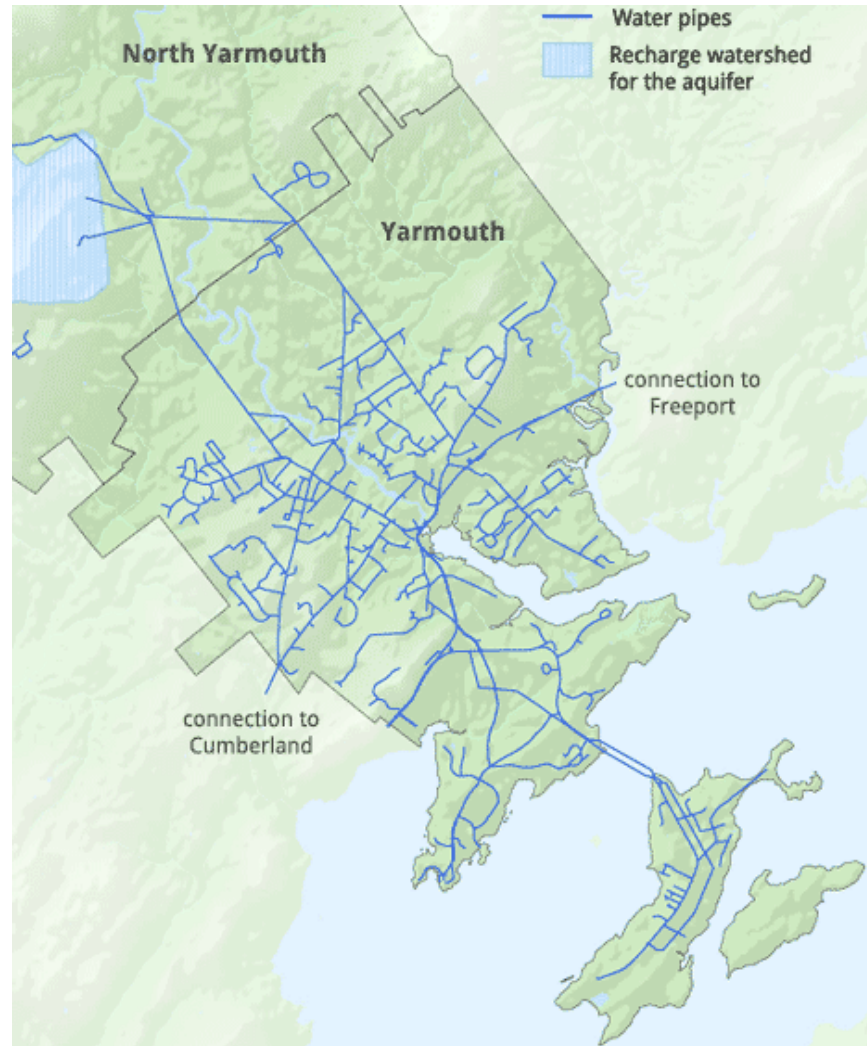 Water pipes
North Yarmouth
Recharge watershed
for the aquifer
Yarmouth
connection to
Freeport
connection to
Cumberland